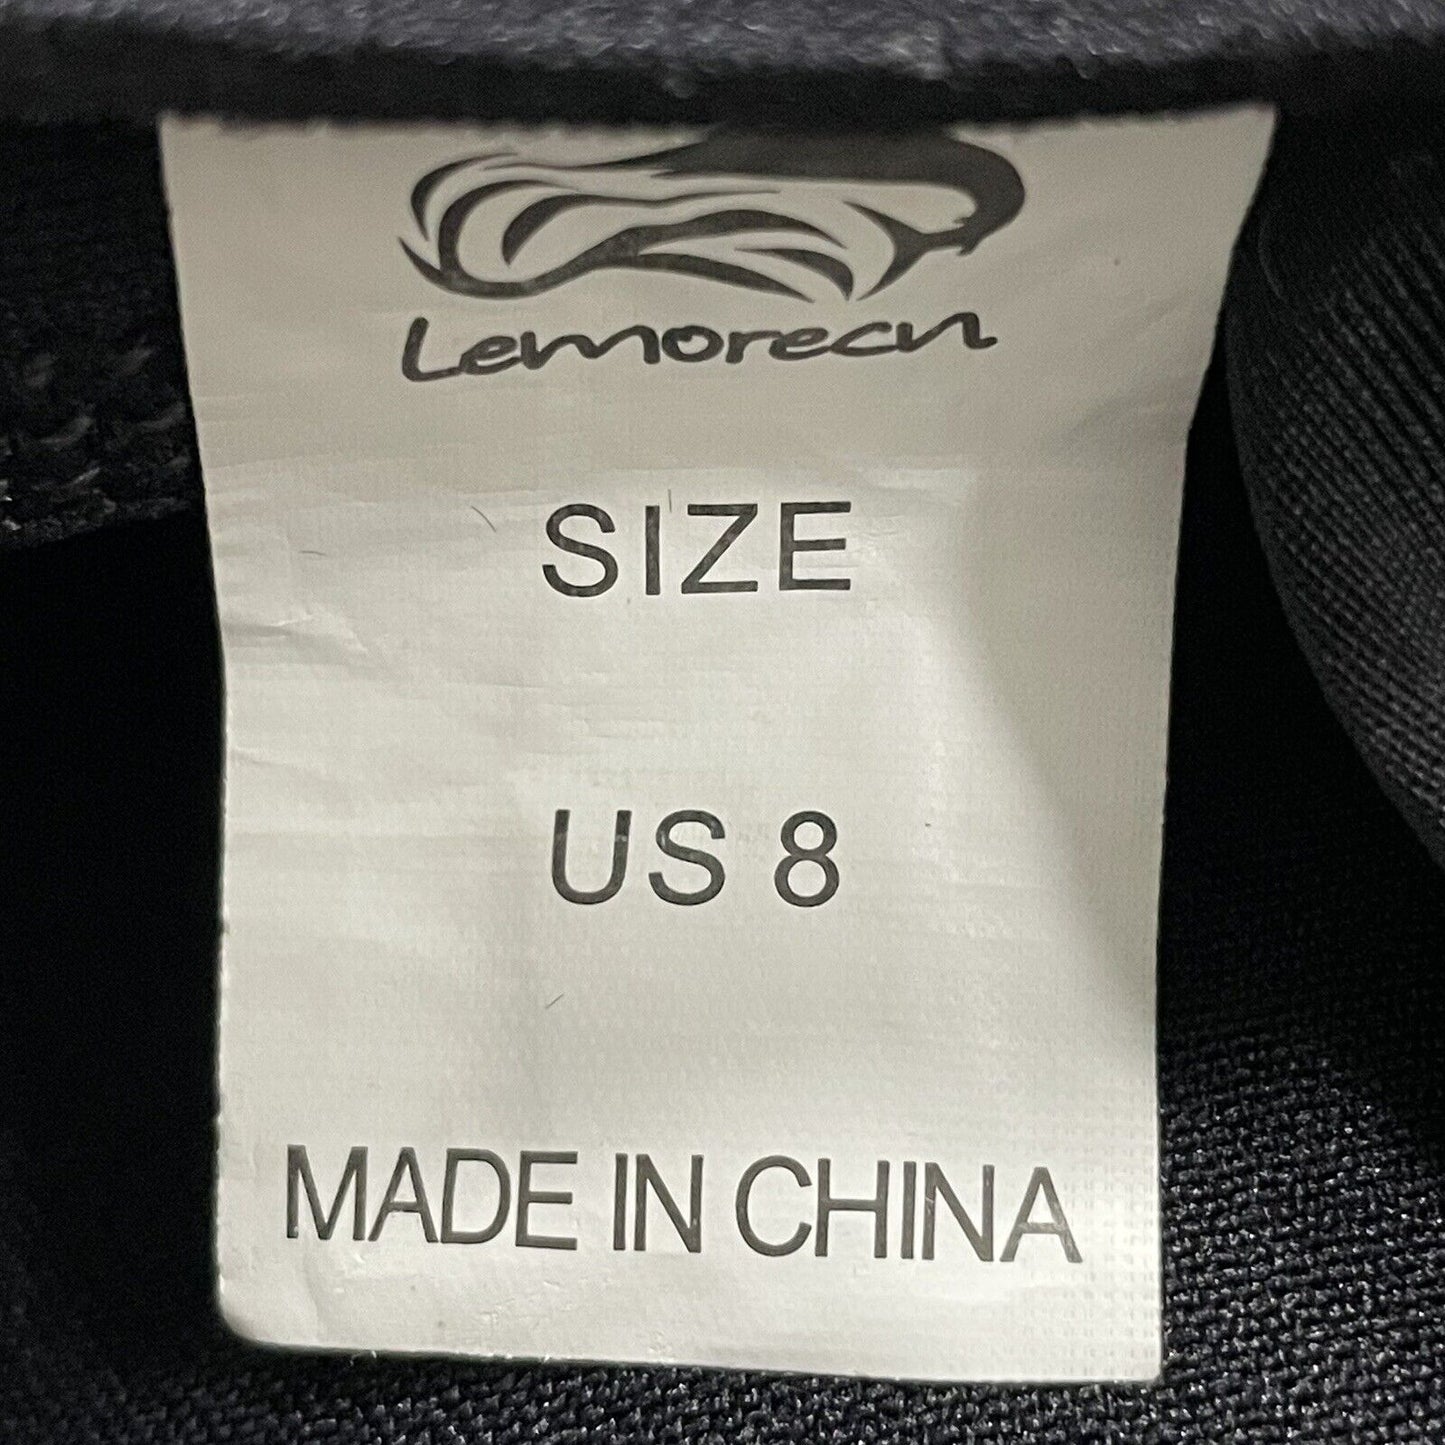 Lemorecn
SIZE
US 8
MADE IN CHINA